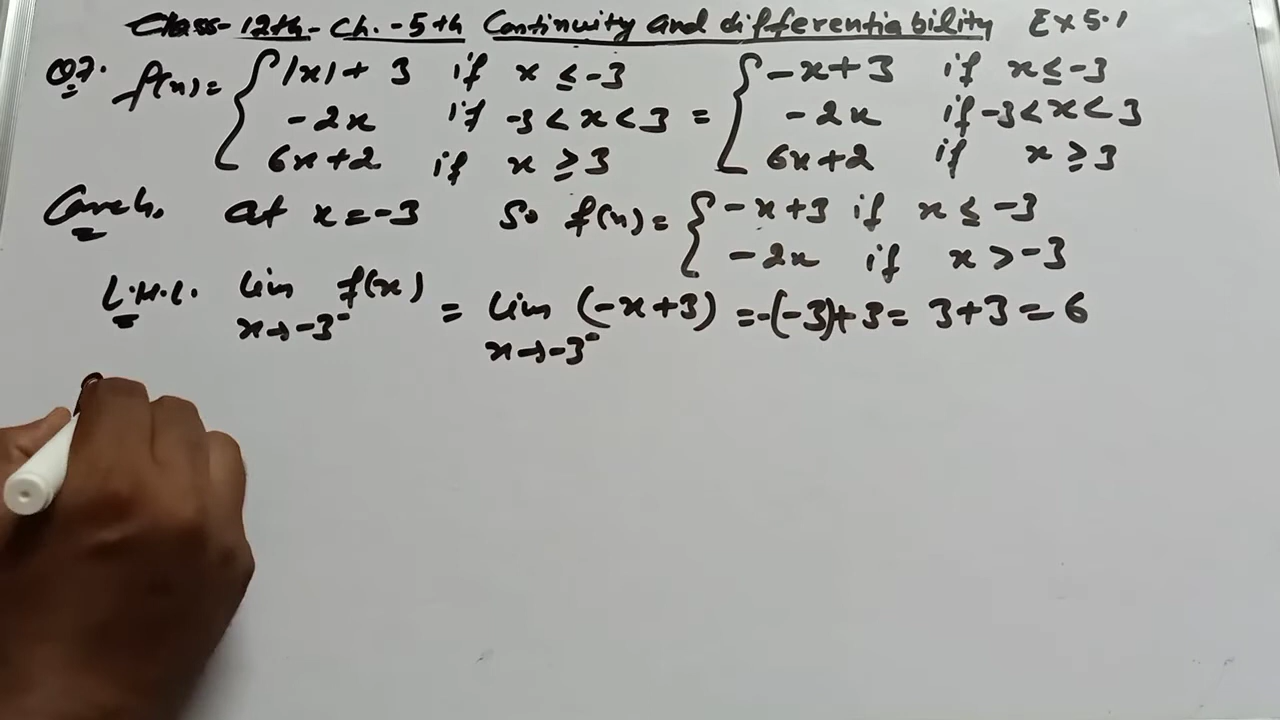 Class-12th-Ch.-5th Continuity and differentiability Ex 5.1
Q7. f(x)= { |x|+3 if x ≤ -3 = { -x+3 if x ≤ -3
-2x if -3<x<3 -2x if -3<x<3
6x+2 if x ≥ 3 6x+2 if x ≥ 3
at x=-3 So f(x)= { -x+3 if x ≤ -3
-2x if x > -3
L.H.L. lim f(x) = lim (-x+3) = -(-3)+3 = 3+3 = 6
x→-3⁻ x→-3⁻